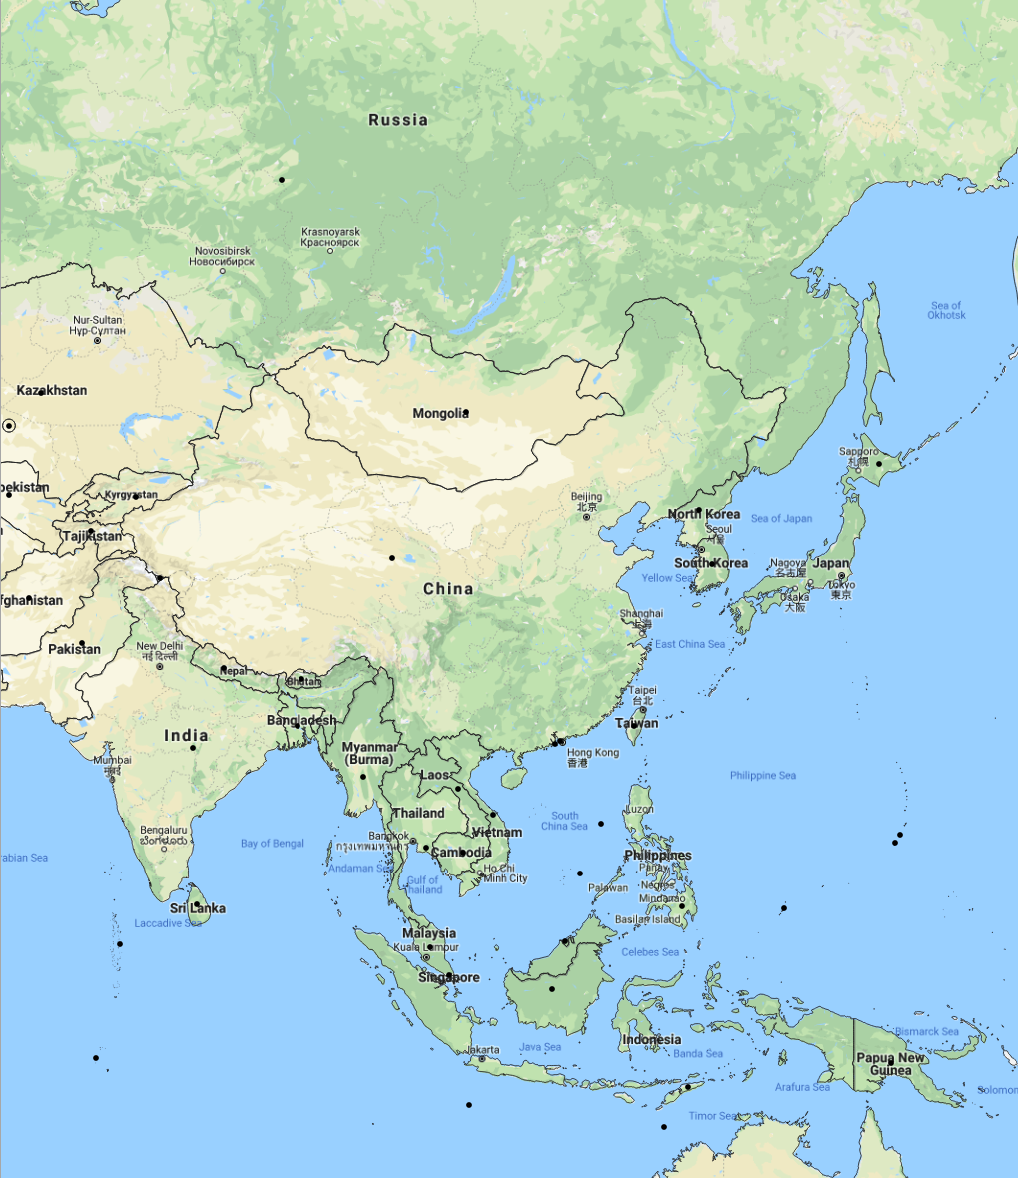 Russia
Krasnoyarsk
Красноярск
Novosibirsk
Новосибирск
Sea of
Okhotsk
Nur-Sultan
Нұр-Сұлтан
Kazakhstan
Mongolia
Sapporo
札幌
bekistan
Kyrgyzstan
Beijing
北京
North Korea
Sea of Japan
Tajikistan
Seoul
서울
South Korea
Nagoya
名古屋
Japan
Yellow Sea
Tokyo
東京
Osaka
大阪
China
fghanistan
Shanghai
上海
East China Sea
Pakistan
New Delhi
नई दिल्ली
Nepal
Bhutan
Taipei
台北
Bangladesh
Taiwan
India
Myanmar
(Burma)
Hong Kong
香港
Mumbai
मुंबई
Laos
Philippine Sea
Luzon
Thailand
South
China Sea
Bengaluru
ಬೆಂಗಳೂರು
Vietnam
Bangkok
กรุงเทพมหานคร
Bay of Bengal
Cambodia
Philippines
rabian Sea
Andaman Sea
Ho Chi
Minh City
Panay
Gulf of
Thailand
Palawan
Negros
Mindanao
Sri Lanka
Basilan Island
Laccadive Sea
Malaysia
Kuala Lumpur
Celebes Sea
Singapore
Indonesia
Bismarck Sea
Jakarta
Java Sea
Banda Sea
Papua New
Guinea
Arafura Sea
Solomon
Timor Sea